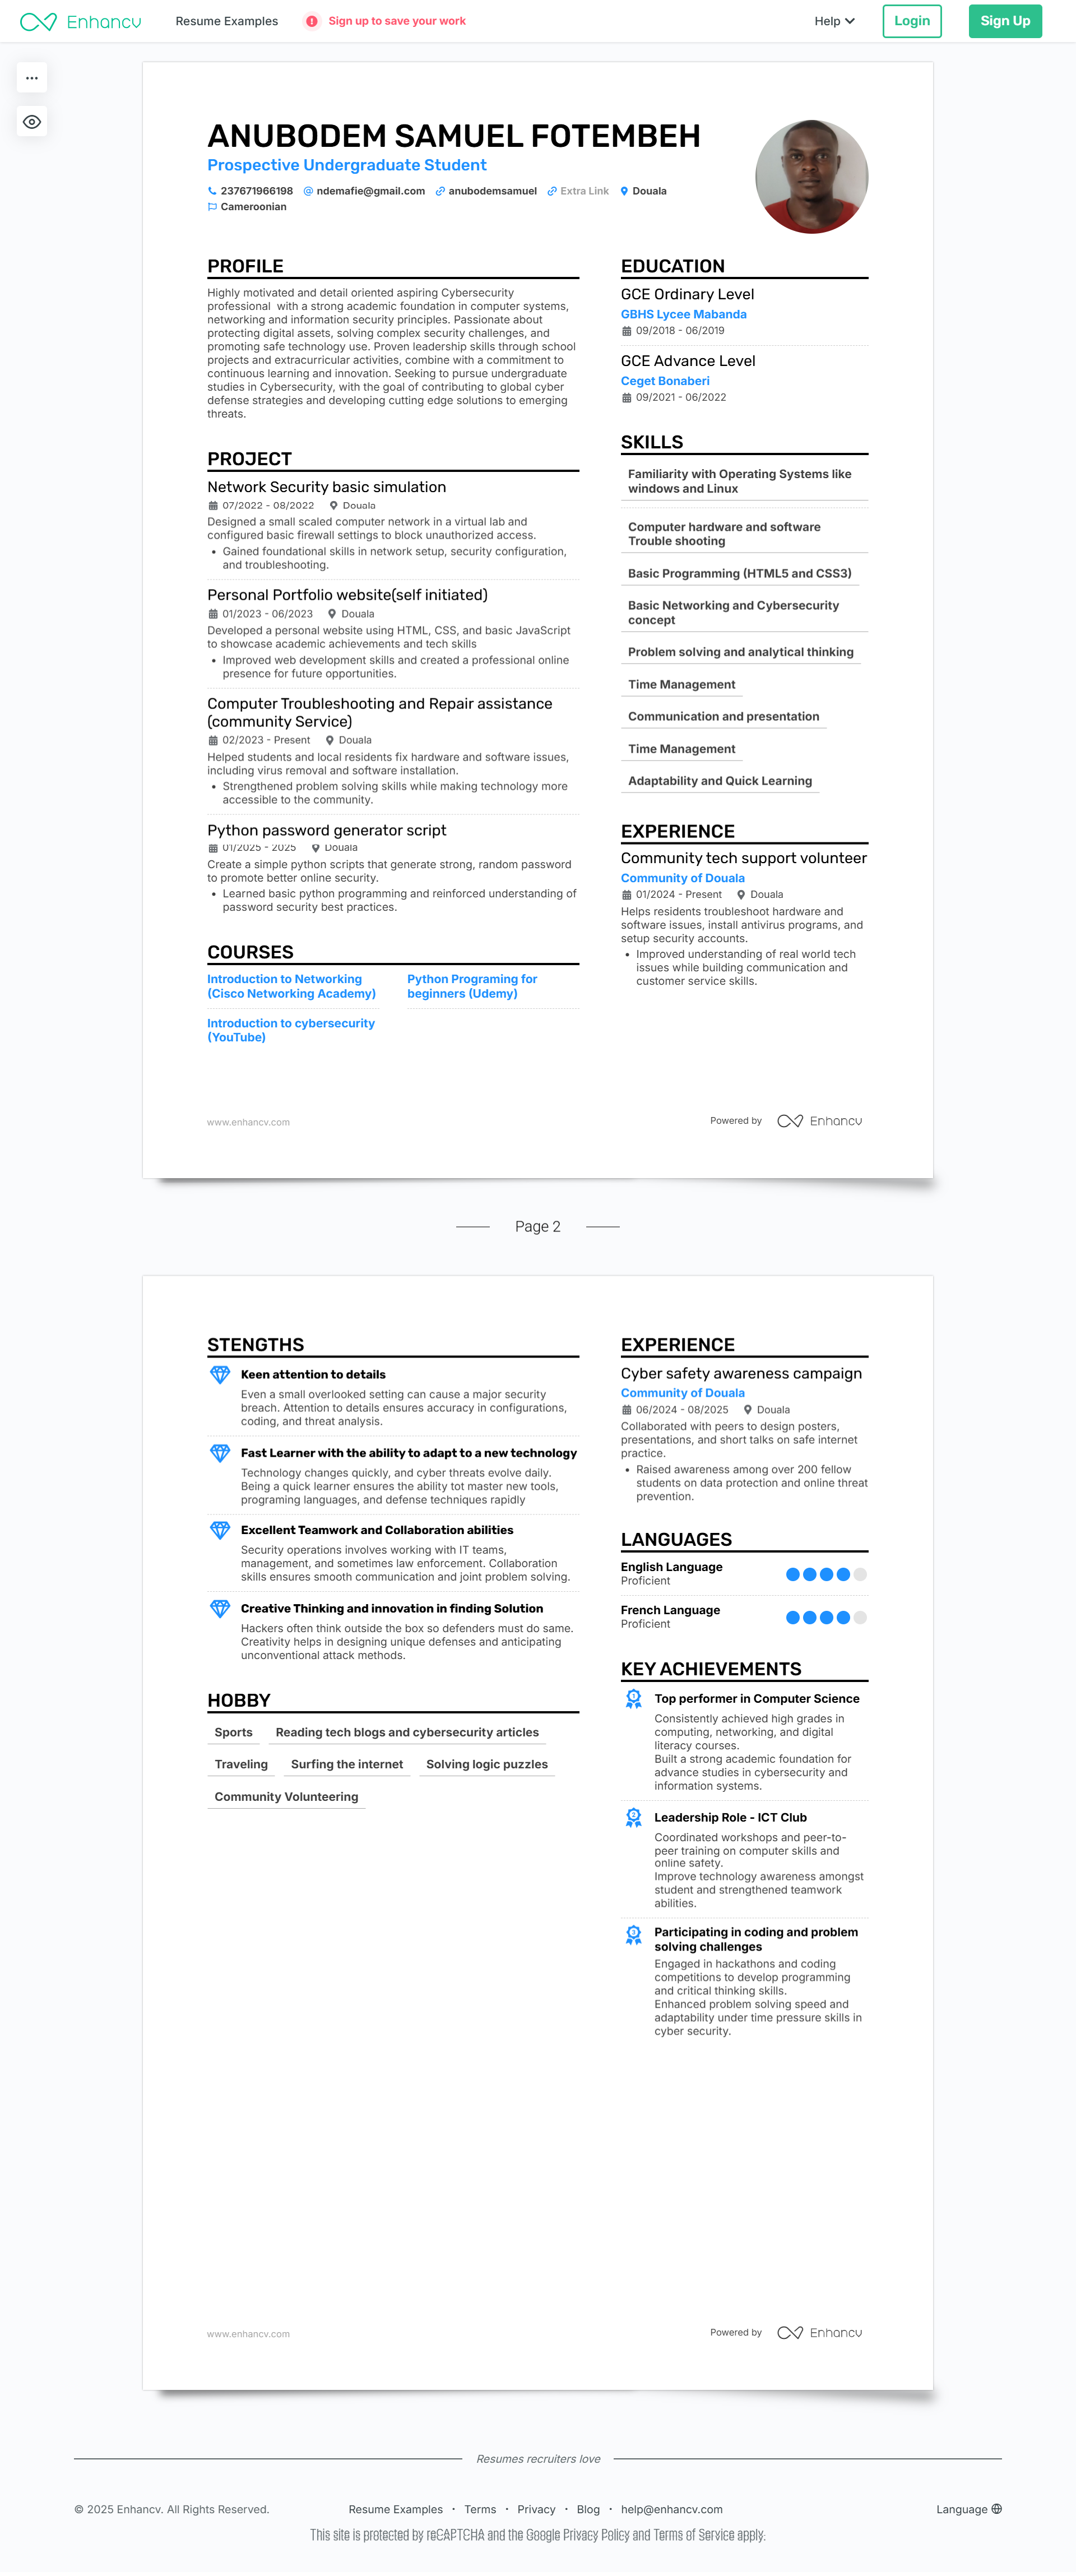 Enhancv
Resume Examples
Sign up to save your work
Help
Login
Sign Up
ANUBODEM SAMUEL FOTEMBEH
Prospective Undergraduate Student
237671966198 ndemafie@gmail.com anubodemsamuel Extra Link Douala
Cameroonian
PROFILE
Highly motivated and detail oriented aspiring Cybersecurity
professional with a strong academic foundation in computer systems,
networking and information security principles. Passionate about
protecting digital assets, solving complex security challenges, and
promoting safe technology use. Proven leadership skills through school
projects and extracurricular activities, combine with a commitment to
continuous learning and innovation. Seeking to pursue undergraduate
studies in Cybersecurity, with the goal of contributing to global cyber
defense strategies and developing cutting edge solutions to emerging
threats.
PROJECT
Network Security basic simulation
07/2022 - 08/2022 Douala
Designed a small scaled computer network in a virtual lab and
configured basic firewall settings to block unauthorized access.
• Gained foundational skills in network setup, security configuration,
and troubleshooting.
Personal Portfolio website(self initiated)
01/2023 - 06/2023 Douala
Developed a personal website using HTML, CSS, and basic JavaScript
to showcase academic achievements and tech skills
• Improved web development skills and created a professional online
presence for future opportunities.
Computer Troubleshooting and Repair assistance
(community Service)
02/2023 - Present Douala
Helped students and local residents fix hardware and software issues,
including virus removal and software installation.
• Strengthened problem solving skills while making technology more
accessible to the community.
Python password generator script
01/2025 - 2025 Douala
Create a simple python scripts that generate strong, random password
to promote better online security.
• Learned basic python programming and reinforced understanding of
password security best practices.
COURSES
Introduction to Networking
(Cisco Networking Academy)
Python Programing for
beginners (Udemy)
Introduction to cybersecurity
(YouTube)
EDUCATION
GCE Ordinary Level
GBHS Lycee Mabanda
09/2018 - 06/2019
GCE Advance Level
Ceget Bonaberi
09/2021 - 06/2022
SKILLS
Familiarity with Operating Systems like
windows and Linux
Computer hardware and software
Trouble shooting
Basic Programming (HTML5 and CSS3)
Basic Networking and Cybersecurity
concept
Problem solving and analytical thinking
Time Management
Communication and presentation
Time Management
Adaptability and Quick Learning
EXPERIENCE
Community tech support volunteer
Community of Douala
01/2024 - Present Douala
Helps residents troubleshoot hardware and
software issues, install antivirus programs, and
setup security accounts.
• Improved understanding of real world tech
issues while building communication and
customer service skills.
www.enhancv.com
Powered by Enhancv
Page 2
STENGTHS
Keen attention to details
Even a small overlooked setting can cause a major security
breach. Attention to details ensures accuracy in configurations,
coding, and threat analysis.
Fast Learner with the ability to adapt to a new technology
Technology changes quickly, and cyber threats evolve daily.
Being a quick learner ensures the ability tot master new tools,
programing languages, and defense techniques rapidly
Excellent Teamwork and Collaboration abilities
Security operations involves working with IT teams,
management, and sometimes law enforcement. Collaboration
skills ensures smooth communication and joint problem solving.
Creative Thinking and innovation in finding Solution
Hackers often think outside the box so defenders must do same.
Creativity helps in designing unique defenses and anticipating
unconventional attack methods.
HOBBY
Sports Reading tech blogs and cybersecurity articles
Traveling Surfing the internet Solving logic puzzles
Community Volunteering
EXPERIENCE
Cyber safety awareness campaign
Community of Douala
06/2024 - 08/2025 Douala
Collaborated with peers to design posters,
presentations, and short talks on safe internet
practice.
• Raised awareness among over 200 fellow
students on data protection and online threat
prevention.
LANGUAGES
English Language
Proficient
French Language
Proficient
KEY ACHIEVEMENTS
1
Top performer in Computer Science
Consistently achieved high grades in
computing, networking, and digital
literacy courses.
Built a strong academic foundation for
advance studies in cybersecurity and
information systems.
2
Leadership Role - ICT Club
Coordinated workshops and peer-to-
peer training on computer skills and
online safety.
Improve technology awareness amongst
student and strengthened teamwork
abilities.
3
Participating in coding and problem
solving challenges
Engaged in hackathons and coding
competitions to develop programming
and critical thinking skills.
Enhanced problem solving speed and
adaptability under time pressure skills in
cyber security.
www.enhancv.com
Powered by Enhancv
Resumes recruiters love
© 2025 Enhancv. All Rights Reserved.
Resume Examples • Terms • Privacy • Blog • help@enhancv.com
Language
This site is protected by reCAPTCHA and the Google Privacy Policy and Terms of Service apply.